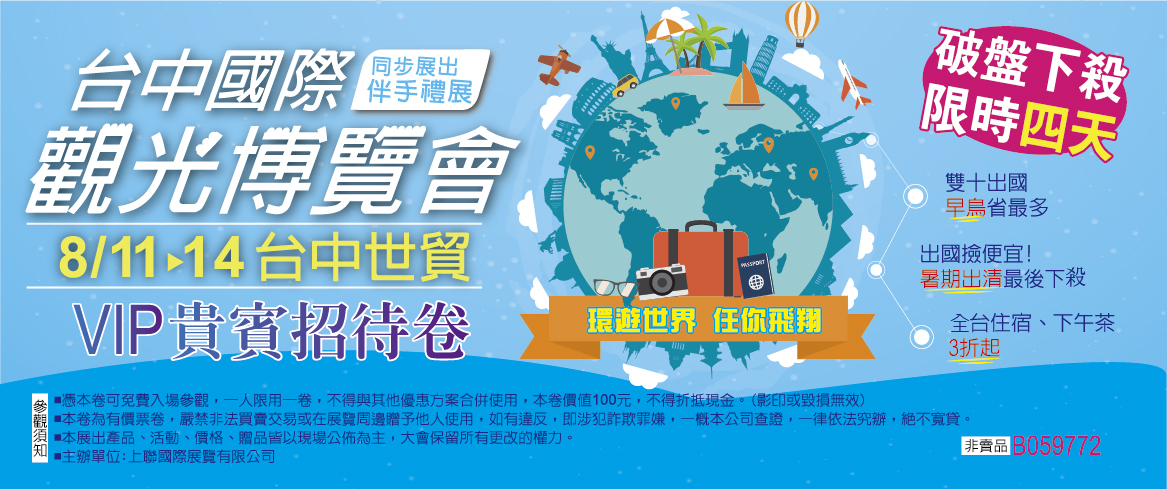 台中國際
同步展出
伴手禮展
觀光博覽會
8/11▸14 台中世貿
VIP貴賓招待卷
PASSPORT
環遊世界 任你飛翔
破盤下殺
限時四天
雙十出國
早鳥省最多
出國撿便宜!
暑期出清最後下殺
全台住宿、下午茶
3折起
參觀須知
■憑本卷可免費入場參觀，一人限用一卷，不得與其他優惠方案合併使用，本卷價值100元，不得折抵現金。(影印或毀損無效)
■本卷為有價票卷，嚴禁非法買賣交易或在展覽周邊贈予他人使用，如有違反，即涉犯詐欺罪嫌，一概本公司查證，一律依法究辦，絕不寬貸。
■本展出產品、活動、價格、贈品皆以現場公佈為主，大會保留所有更改的權力。
■主辦單位:上聯國際展覽有限公司
非賣品 B059772